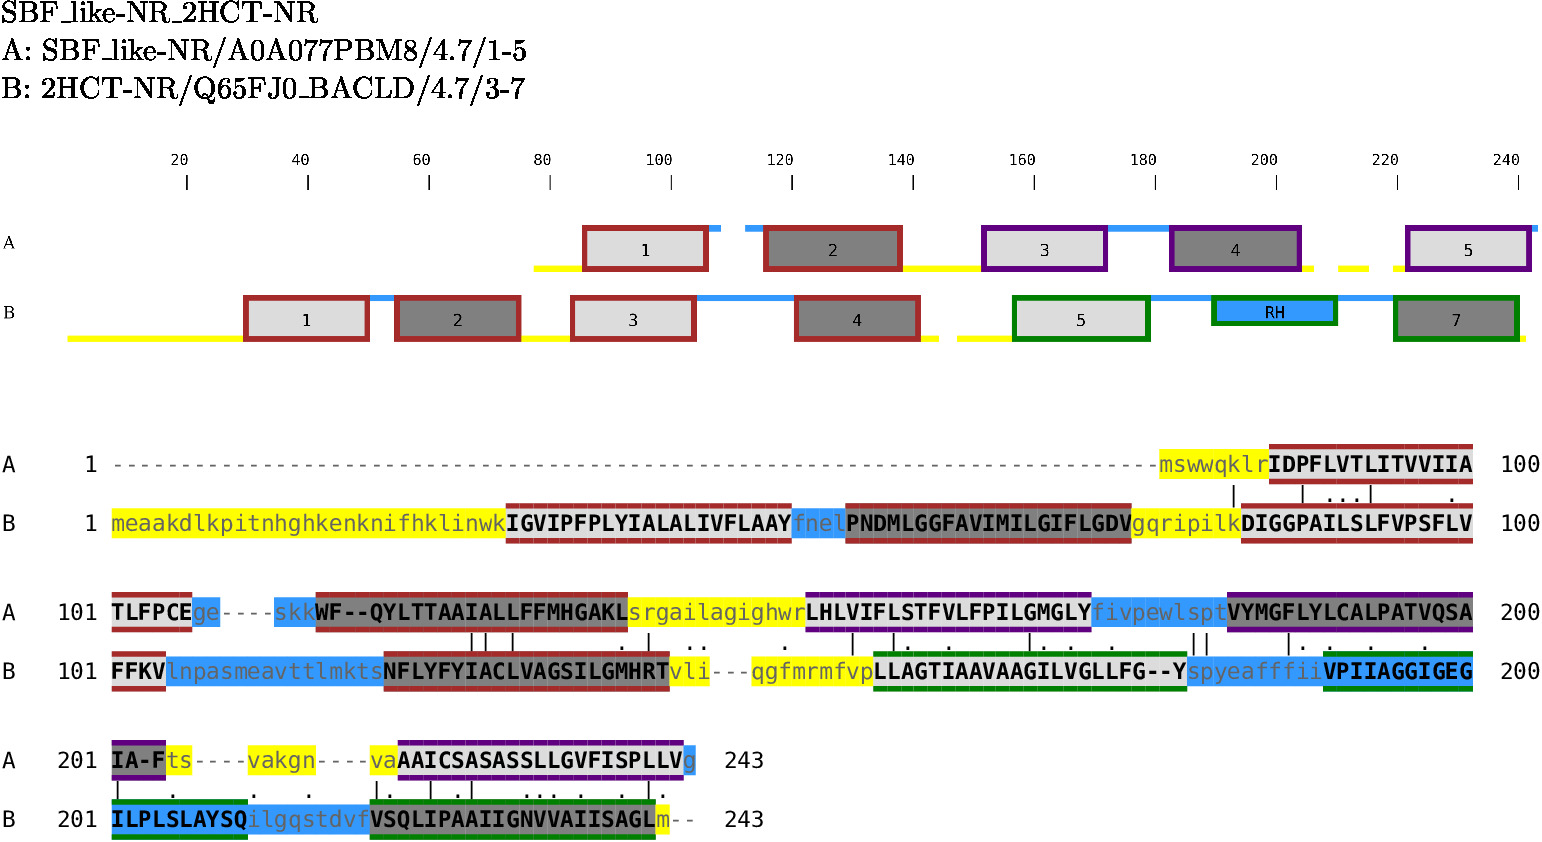 SBF_like-NR_2HCT-NR
A: SBF_like-NR/A0A077PBM8/4.7/1-5
B: 2HCT-NR/Q65FJ0_BACLD/4.7/3-7
20 40 60 80 100 120 140 160 180 200 220 240
A 1 2 3 4 5
B 1 2 3 4 5 RH 7
A 1 -----------------------------------------------------------------------------mswwqklrIDPFLVTLITVVIIA 100
| | ...| .
B 1 meaakdlkpitnhghkenknifhklinwkIGVIPFPLYIALALIVFLAAYfnelPNDMLGGFAVIMILGIFLGDVgqripilkDIGGPAILSLFVPSFLV 100
A 101 TLFPCEge----skkWF--QYLTTAAIALLFFMHGAKLsrgailagighwrLHLVIFLSTFVLFPILGMGLYfivpewlsptVYMGFLYLCALPATVQSA 200
|| | . | .. . | |. . |. . . || |. . . .
B 101 FFKVlnpasmeavttlmktsNFLYFYIACLVAGSILGMHRTvli---qgfmrmfvpLLAGTIAAVAAGILVGLLFG--YspyeafffiiVPIIAGGIGEG 200
A 201 IA-Fts----vakgn----vaAAICSASASSLLGVFISPLLVg 243
| . . . |. | .| ... . . |.
B 201 ILPLSLAYSQilgqstdvfVSQLIPAAIIGNVVAIISAGLm-- 243